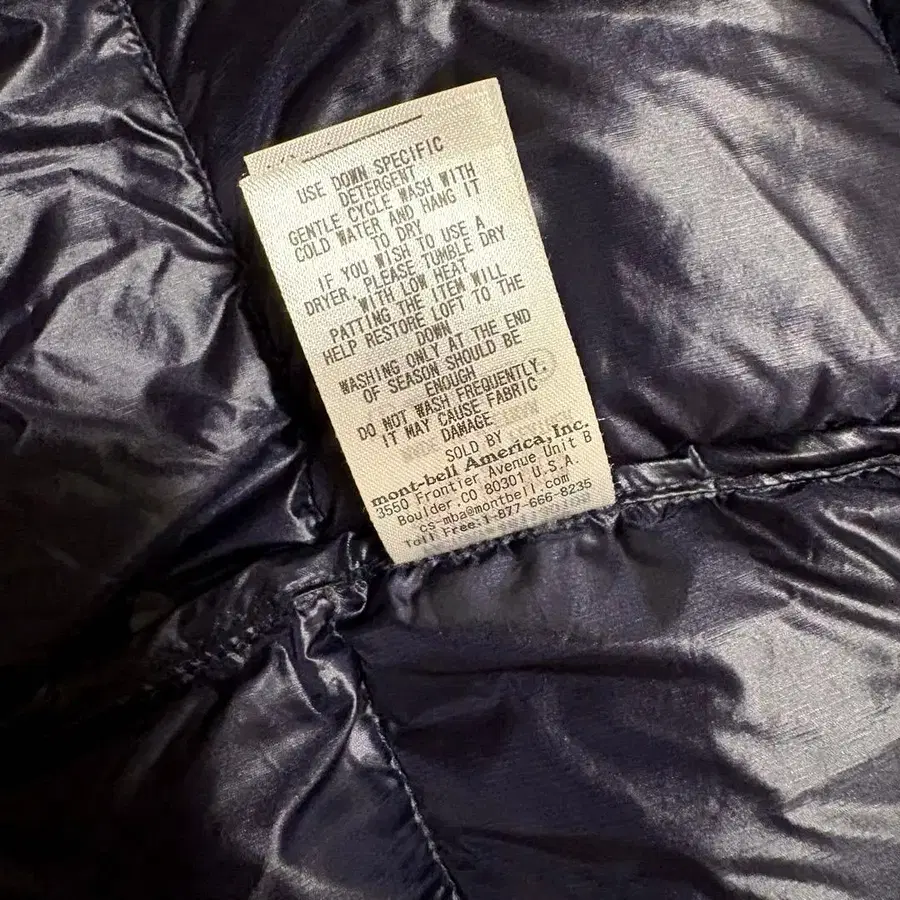 USE DOWN SPECIFIC
DETERGENT
GENTLE CYCLE WASH WITH
COLD WATER AND HANG IT
TO DRY
IF YOU WISH TO USE A
DRYER, PLEASE TUMBLE DRY
WITH LOW HEAT
PATTING THE ITEM WILL
HELP RESTORE LOFT TO THE
DOWN
WASHING ONLY AT THE END
OF SEASON SHOULD BE
ENOUGH
DO NOT WASH FREQUENTLY.
IT MAY CAUSE FABRIC
DAMAGE
SOLD BY
mont-bell America, Inc.
3550 Frontier Avenue Unit B
Boulder, CO 80301 U.S.A.
cs-mba@montbell.com
Toll Free:1-877-666-8235